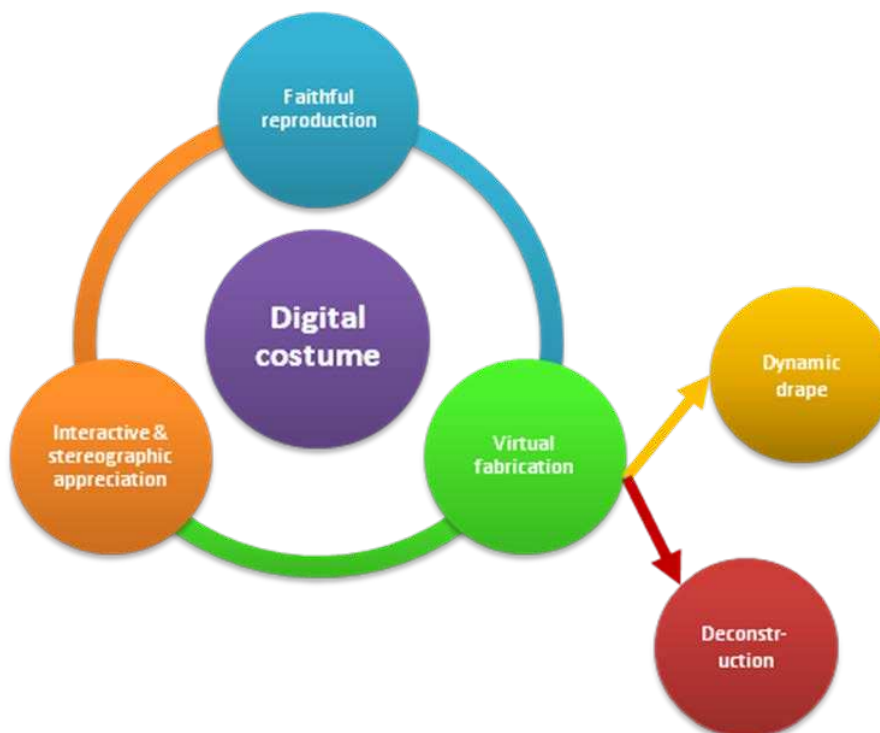 Faithful
reproduction
Digital
costume
Interactive &
stereographic
appreciation
Virtual
fabrication
Dynamic
drape
Deconstr-
uction